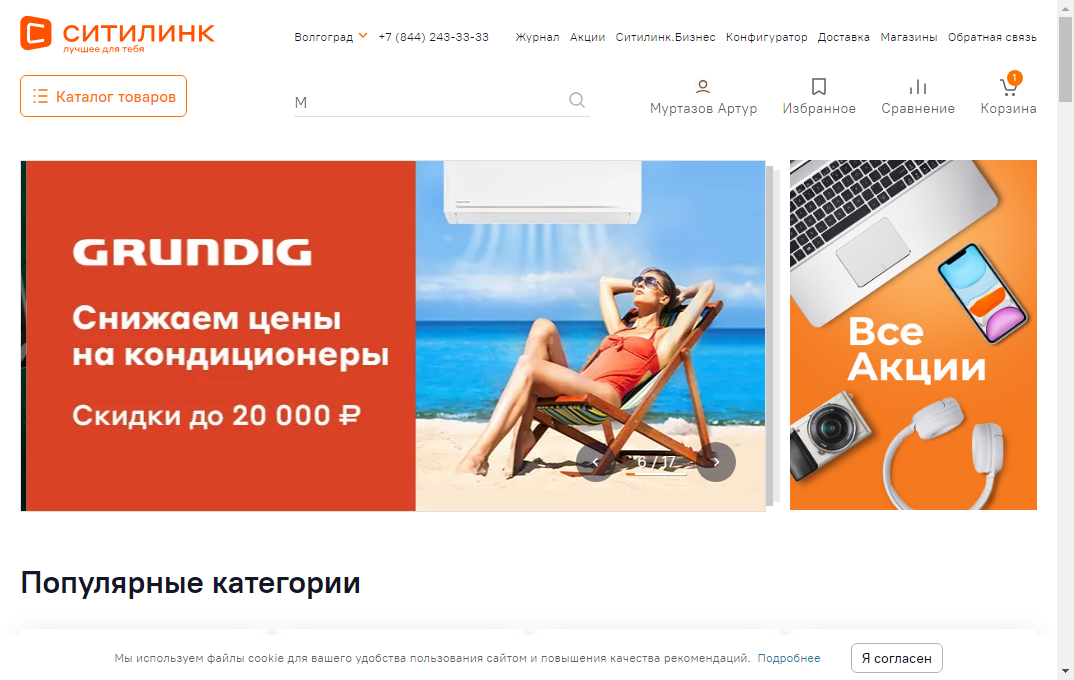 СИТИЛИНК
лучшее для тебя
Волгоград +7 (844) 243-33-33 Журнал Акции Ситилинк.Бизнес Конфигуратор Доставка Магазины Обратная связь
Каталог товаров
М
1
Муртазов Артур Избранное Сравнение Корзина
GRUNDIG
Снижаем цены
на кондиционеры
Скидки до 20 000 ₽
6 / 17
Все
Акции
Популярные категории
Мы используем файлы cookie для вашего удобства пользования сайтом и повышения качества рекомендаций. Подробнее
Я согласен